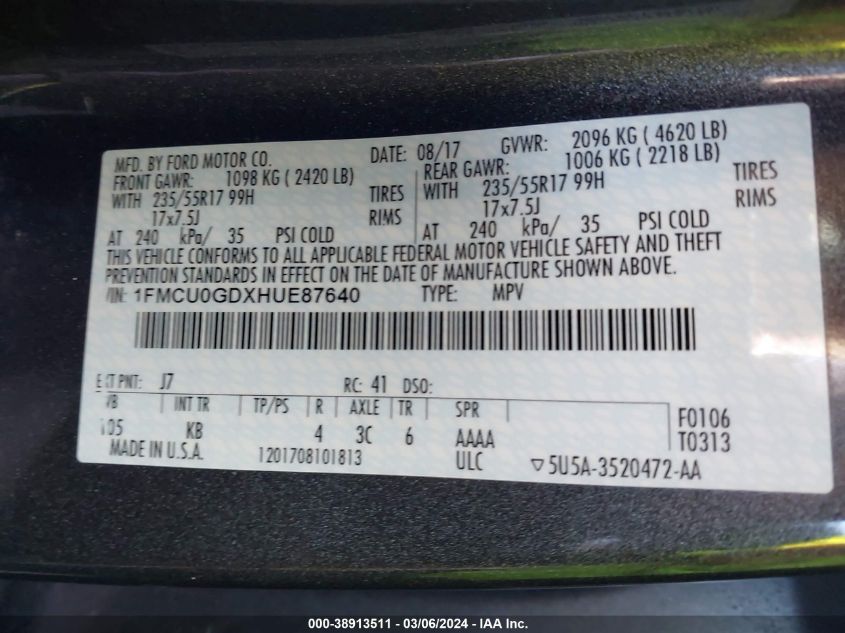 MFD. BY FORD MOTOR CO. DATE: 08/17 GVWR: 2096 KG ( 4620 LB)
FRONT GAWR: 1098 KG ( 2420 LB) REAR GAWR: 1006 KG ( 2218 LB)
WITH 235/55R17 99H TIRES WITH 235/55R17 99H TIRES
17x7.5J RIMS 17x7.5J RIMS
AT 240 kPa/ 35 PSI COLD AT 240 kPa/ 35 PSI COLD
THIS VEHICLE CONFORMS TO ALL APPLICABLE FEDERAL MOTOR VEHICLE SAFETY AND THEFT
PREVENTION STANDARDS IN EFFECT ON THE DATE OF MANUFACTURE SHOWN ABOVE.
VIN: 1FMCU0GDXHUE87640 TYPE: MPV
EXT PNT: J7 RC: 41 DSO:
WB INT TR TP/PS R AXLE TR SPR
105 KB 4 3C 6 AAAA
F0106
T0313
MADE IN U.S.A. 1201708101813 ULC ▽5U5A-3520472-AA
000-38913511 - 03/06/2024 - IAA Inc.